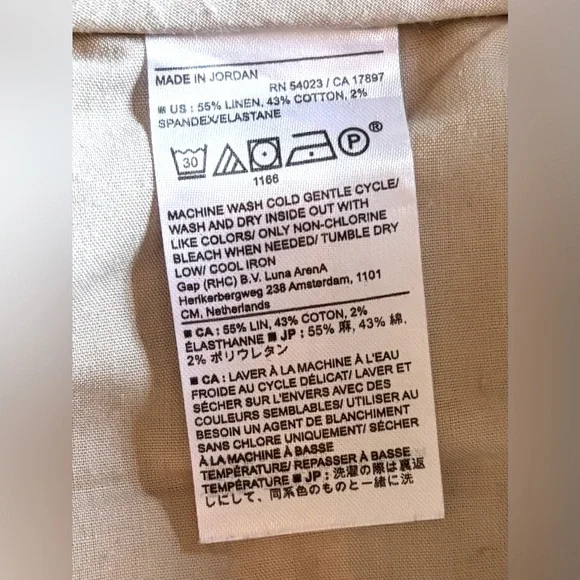 MADE IN JORDAN
RN 54023 / CA 17897
■ US : 55% LINEN, 43% COTTON, 2%
SPANDEX/ELASTANE
30
P ®
1166
MACHINE WASH COLD GENTLE CYCLE/
WASH AND DRY INSIDE OUT WITH
LIKE COLORS/ ONLY NON-CHLORINE
BLEACH WHEN NEEDED/ TUMBLE DRY
LOW/ COOL IRON
Gap (RHC) B.V. Luna ArenA
Herikerbergweg 238 Amsterdam, 1101
CM, Netherlands
■ CA : 55% LIN, 43% COTON, 2%
ÉLASTHANNE ■ JP : 55% 麻, 43% 綿,
2% ポリウレタン
■ CA : LAVER À LA MACHINE À L'EAU
FROIDE AU CYCLE DÉLICAT/ LAVER ET
SÉCHER SUR L'ENVERS AVEC DES
COULEURS SEMBLABLES/ UTILISER AU
BESOIN UN AGENT DE BLANCHIMENT
SANS CHLORE UNIQUEMENT/ SÉCHER
À LA MACHINE À BASSE
TEMPÉRATURE/ REPASSER À BASSE
TEMPÉRATURE ■ JP : 洗濯の際は裏返
しにして、同系色のものと一緒に洗